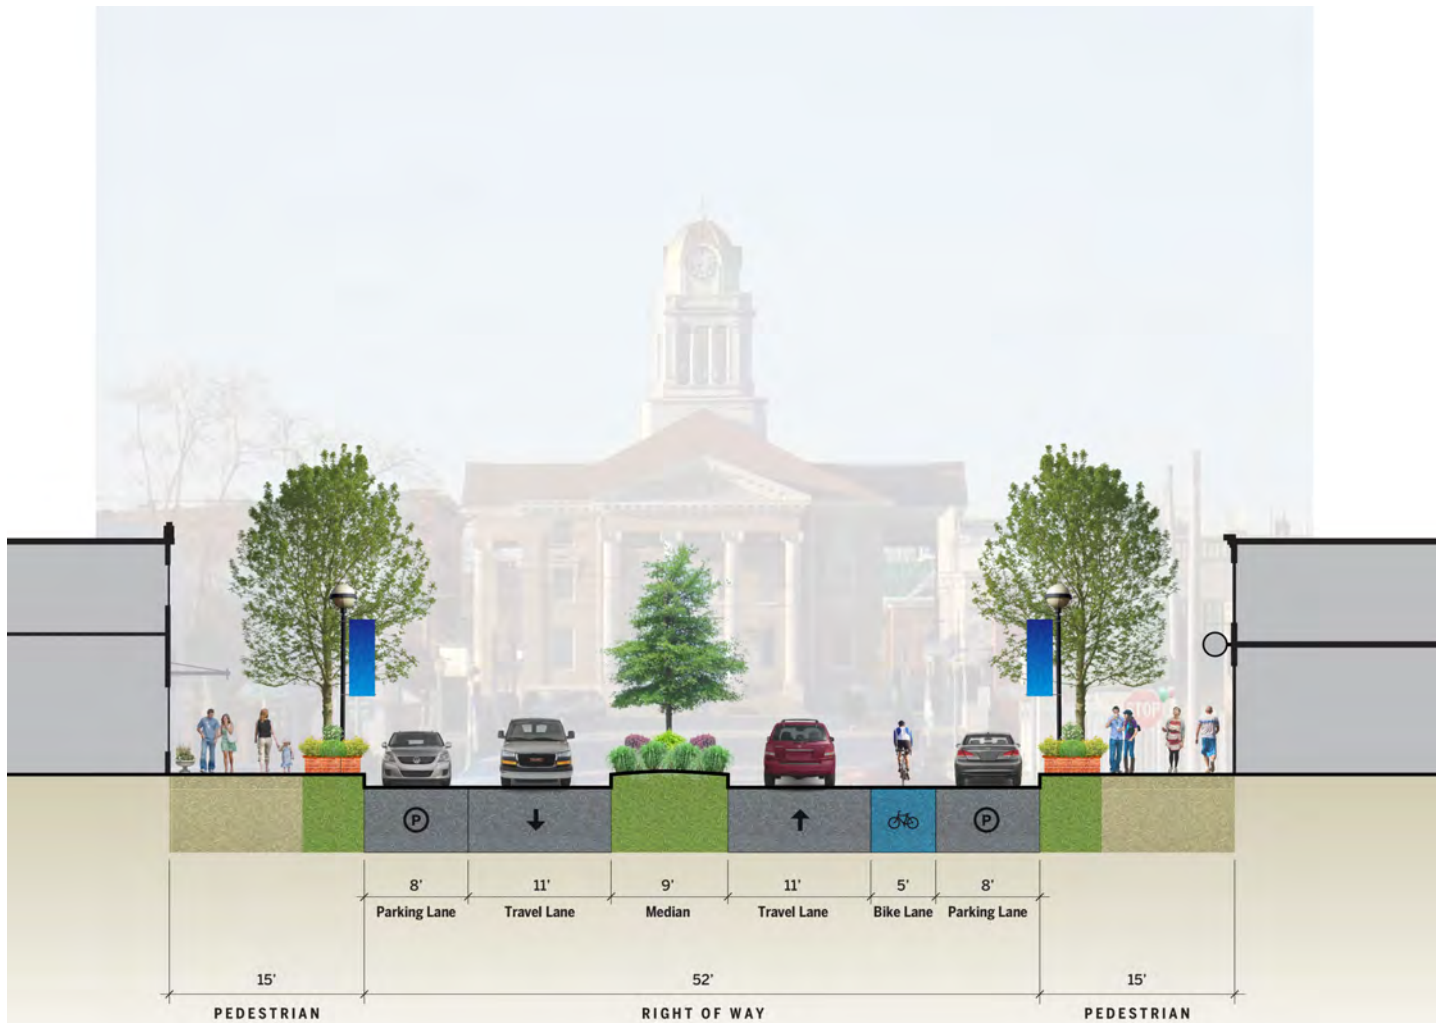 STOP
P
P
8'
11'
9'
11'
5'
8'
Parking Lane
Travel Lane
Median
Travel Lane
Bike Lane
Parking Lane
15'
52'
15'
PEDESTRIAN
RIGHT OF WAY
PEDESTRIAN